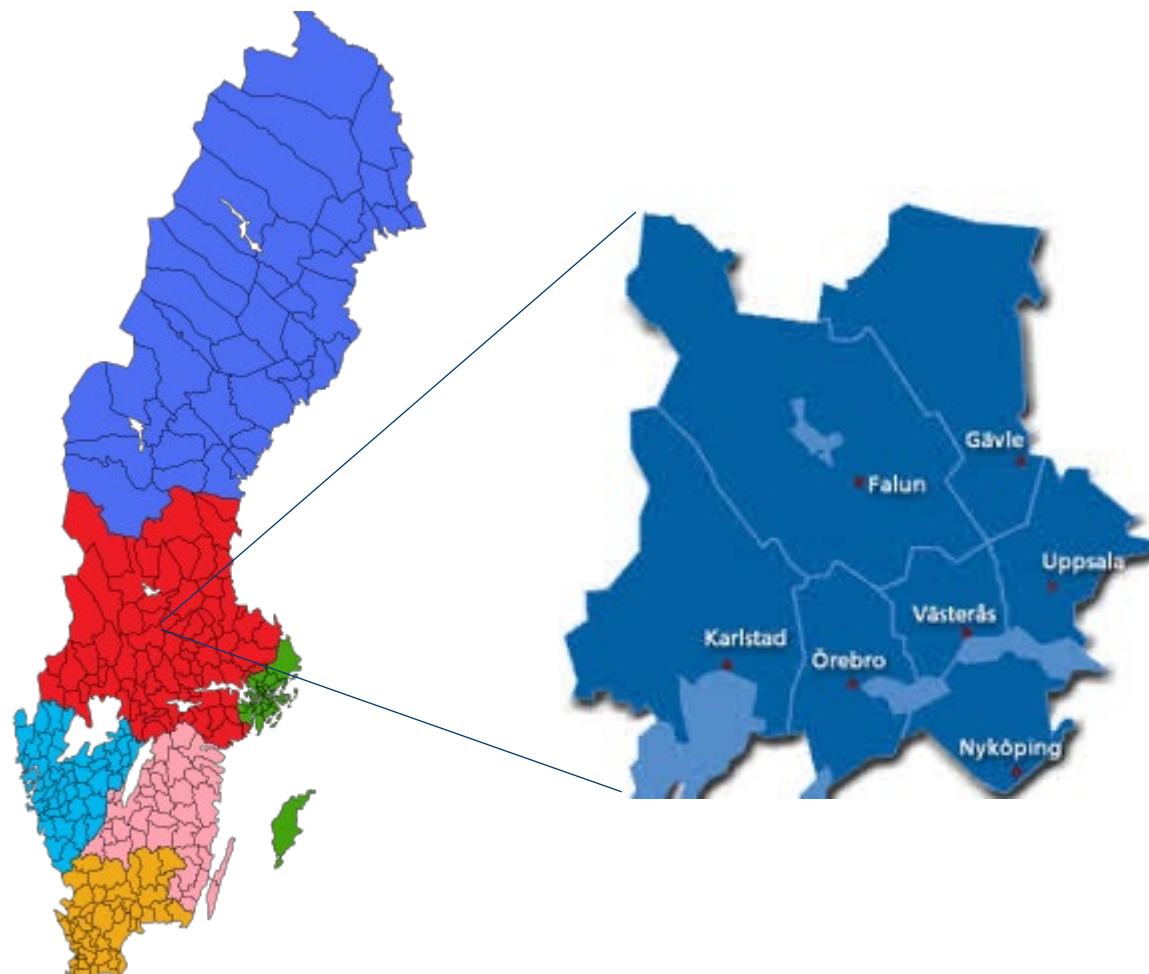 Gävle
Falun
Uppsala
Västerås
Karlstad
Örebro
Nyköping